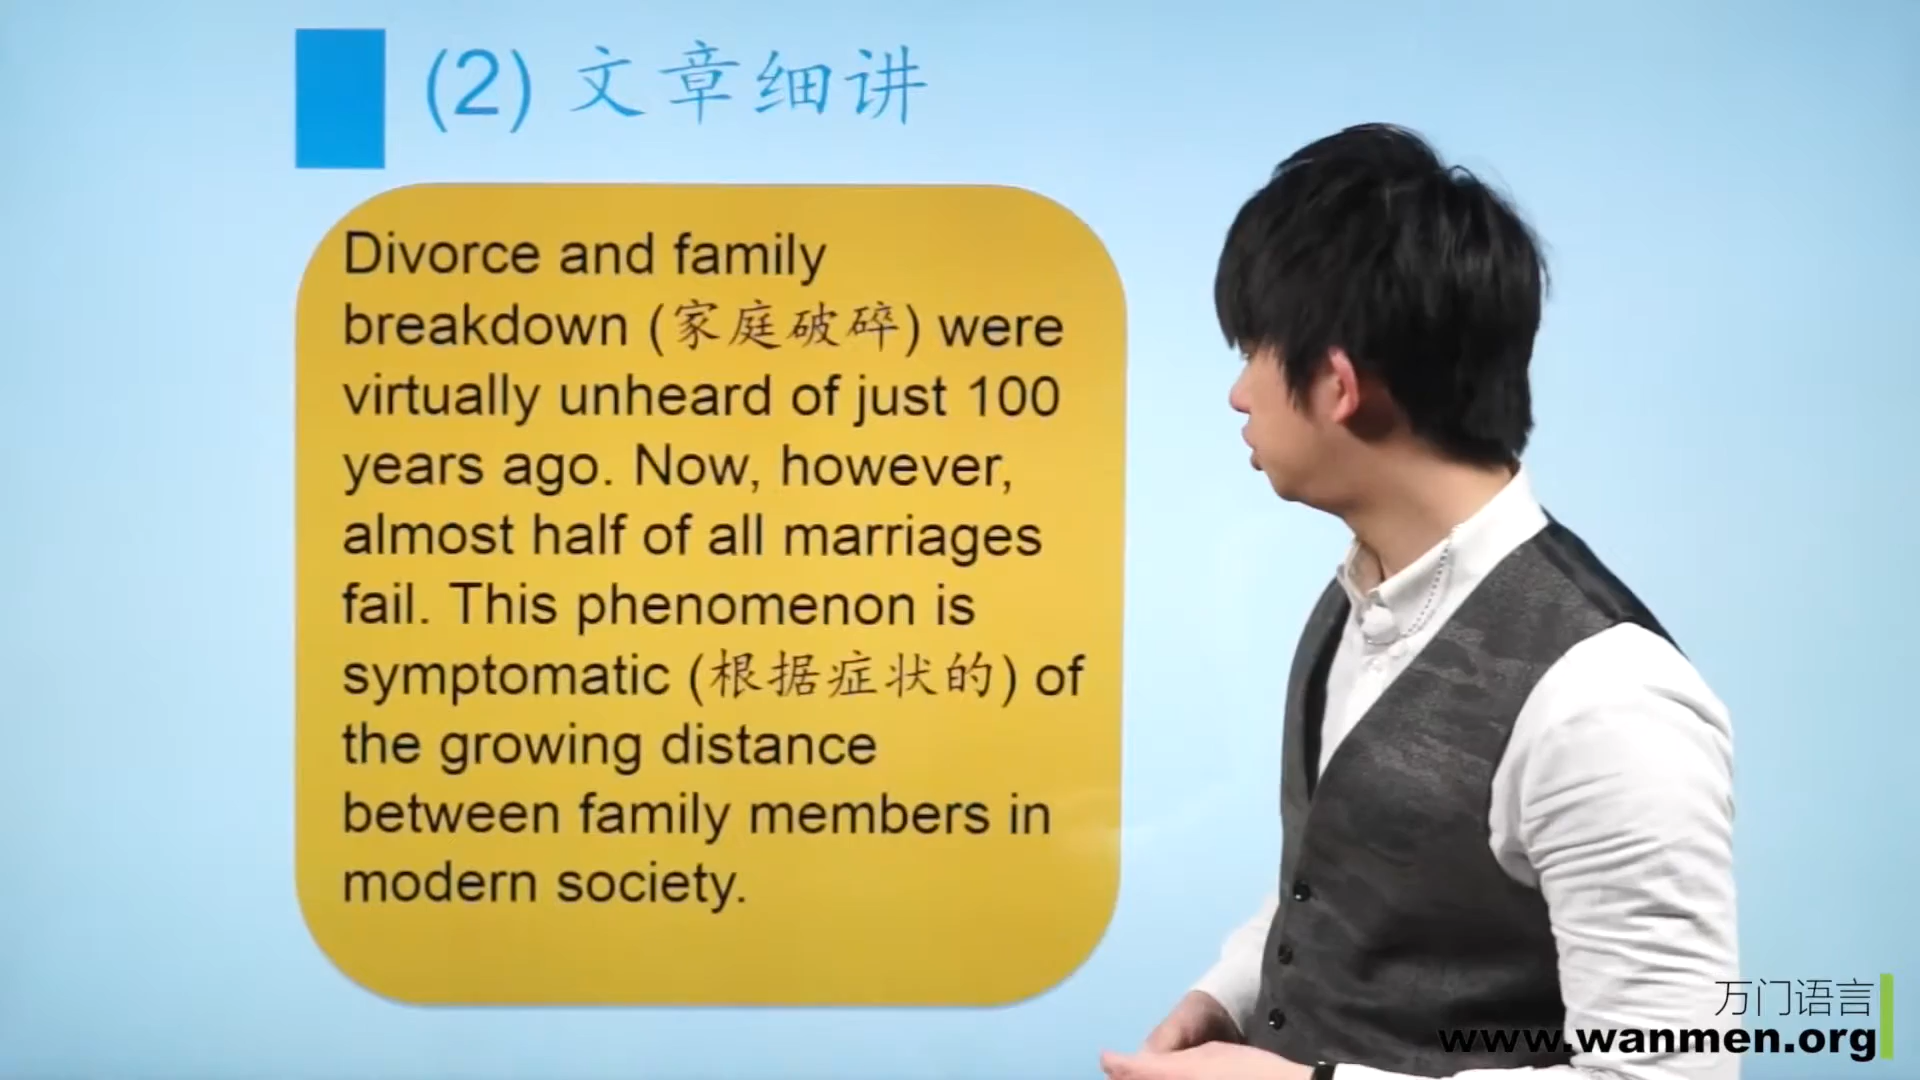 (2) 文章细讲
Divorce and family
breakdown (家庭破碎) were
virtually unheard of just 100
years ago. Now, however,
almost half of all marriages
fail. This phenomenon is
symptomatic (根据症状的) of
the growing distance
between family members in
modern society.
万门语言
www.wanmen.org